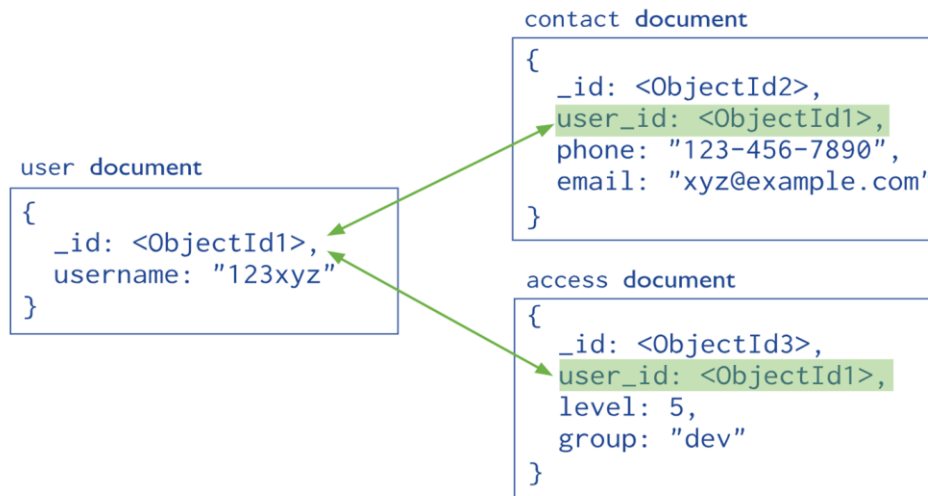 user document
{
_id: <ObjectId1>,
username: "123xyz"
}
contact document
{
_id: <ObjectId2>,
user_id: <ObjectId1>,
phone: "123-456-7890",
email: "xyz@example.com"
}
access document
{
_id: <ObjectId3>,
user_id: <ObjectId1>,
level: 5,
group: "dev"
}